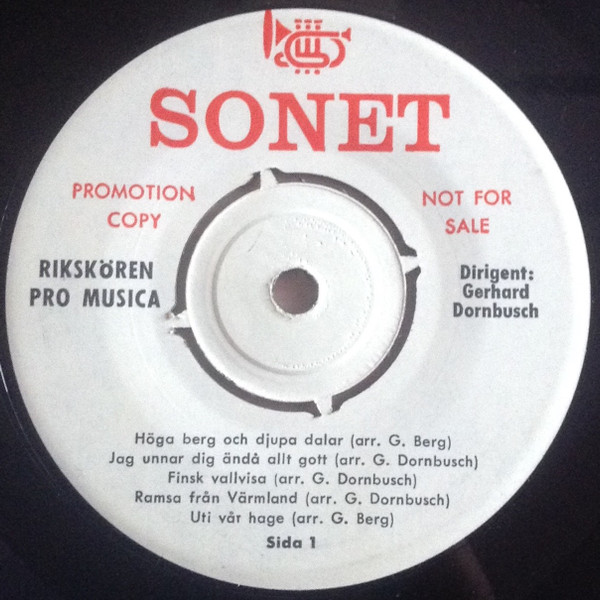 SONET
PROMOTION
COPY
NOT FOR
SALE
RIKSKÖREN
PRO MUSICA
Dirigent:
Gerhard
Dornbusch
Höga berg och djupa dalar (arr. G. Berg)
Jag unnar dig ändå allt gott (arr. G. Dornbusch)
Finsk vallvisa (arr. G. Dornbusch)
Ramsa från Värmland (arr. G. Dornbusch)
Uti vår hage (arr. G. Berg)
Sida 1